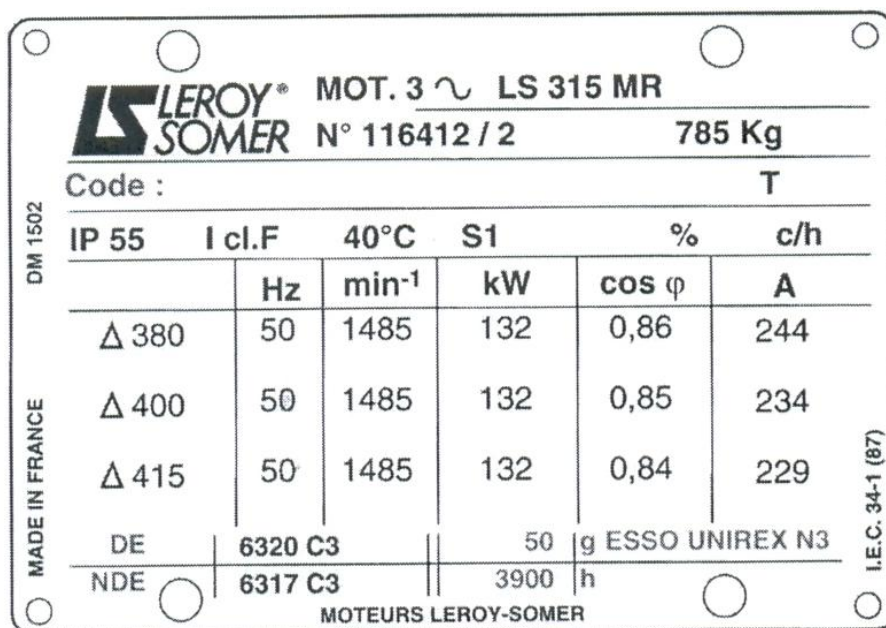 LEROY®
SOMER
MOT. 3 ∿ LS 315 MR
N° 116412 / 2 785 Kg
Code : T
IP 55 I cl.F 40°C S1 % c/h
Hz min-1 kW cos φ A
Δ 380 50 1485 132 0,86 244
Δ 400 50 1485 132 0,85 234
Δ 415 50 1485 132 0,84 229
DE 6320 C3 50 g ESSO UNIREX N3
NDE 6317 C3 3900 h
MOTEURS LEROY-SOMER
DM 1502
MADE IN FRANCE
I.E.C. 34-1 (87)